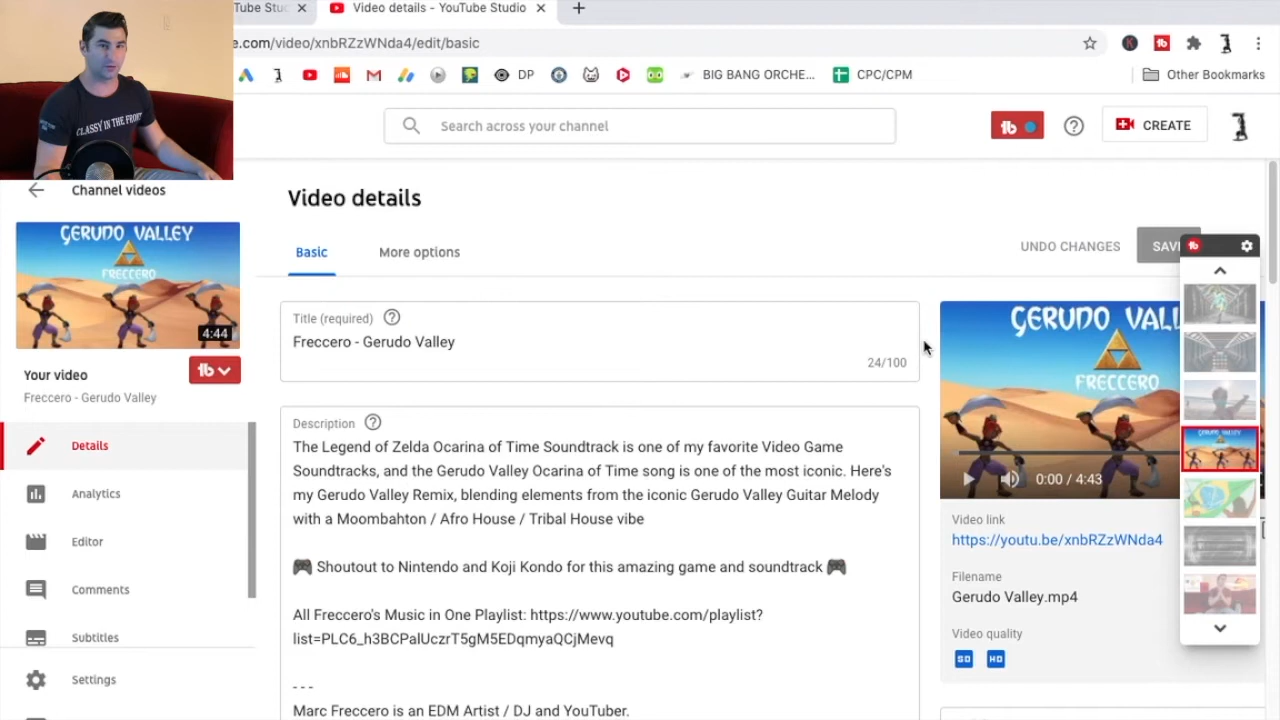 Tube Stu
Video details - YouTube Studio
e.com/video/xnbRZzWNda4/edit/basic
DP
BIG BANG ORCHE...
CPC/CPM
Other Bookmarks
CLASSY IN THE FRONT
Search across your channel
CREATE
Channel videos
GERUDO VALLEY
FRECCERO
4:44
Your video
Freccero - Gerudo Valley
Details
Analytics
Editor
Comments
Subtitles
Settings
Video details
Basic
More options
UNDO CHANGES
SAV
Title (required)
Freccero - Gerudo Valley
24/100
Description
The Legend of Zelda Ocarina of Time Soundtrack is one of my favorite Video Game
Soundtracks, and the Gerudo Valley Ocarina of Time song is one of the most iconic. Here's
my Gerudo Valley Remix, blending elements from the iconic Gerudo Valley Guitar Melody
with a Moombahton / Afro House / Tribal House vibe
🎮 Shoutout to Nintendo and Koji Kondo for this amazing game and soundtrack 🎮
All Freccero's Music in One Playlist: https://www.youtube.com/playlist?
list=PLC6_h3BCPalUczrT5gM5EDqmyaQCjMevq
---
Marc Freccero is an EDM Artist / DJ and YouTuber.
GERUDO VALL
FRECCERO
0:00 / 4:43
Video link
https://youtu.be/xnbRZzWNda4
Filename
Gerudo Valley.mp4
Video quality
SD HD